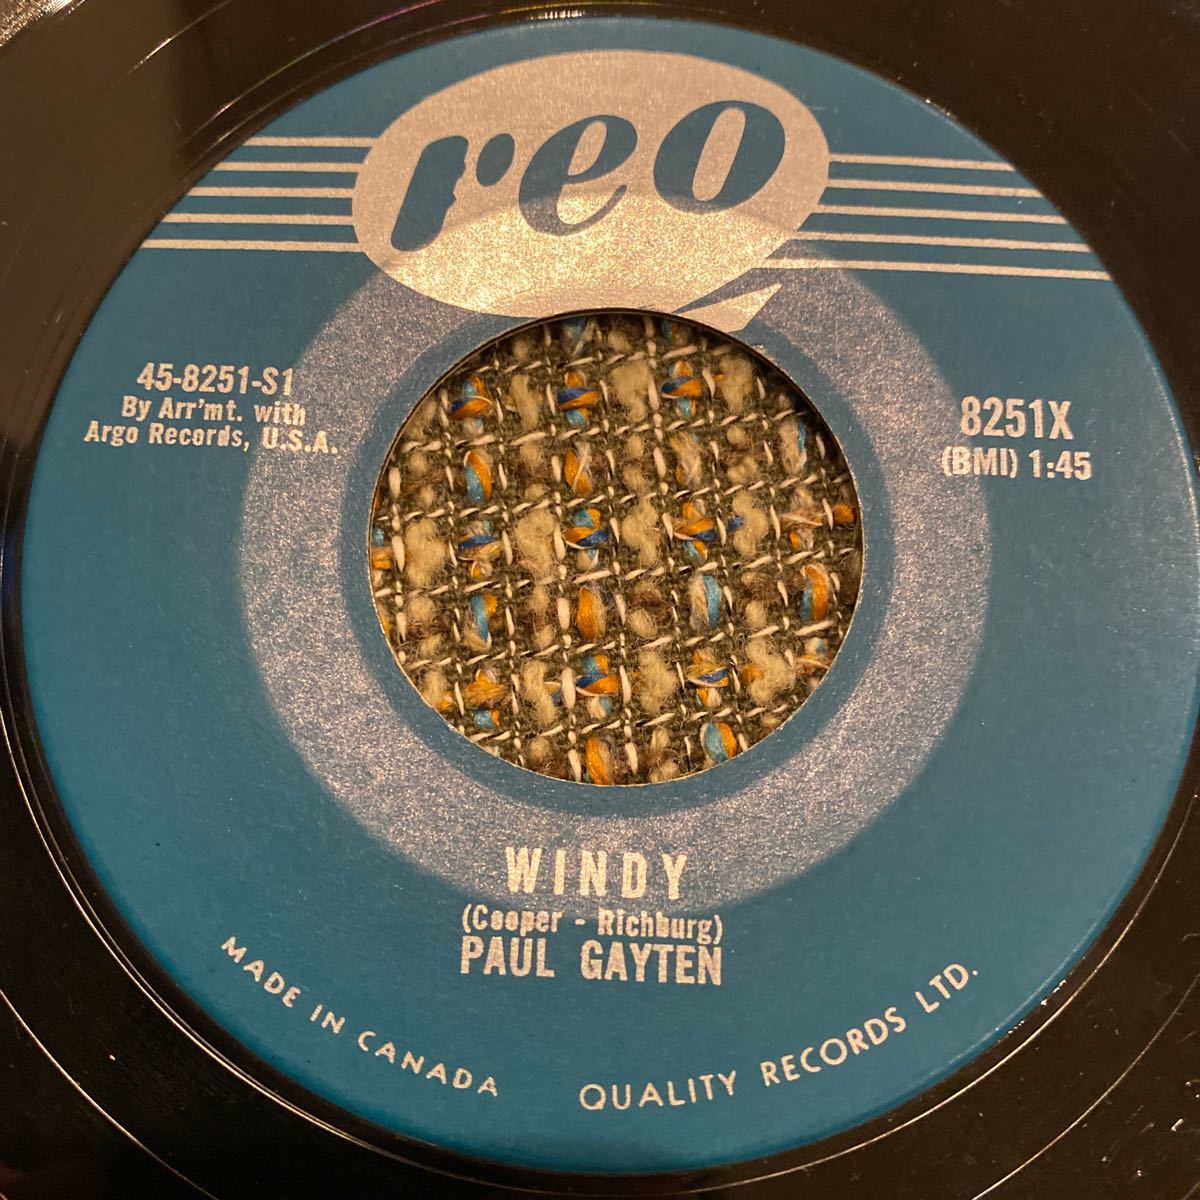 reo
45-8251-S1
By Arr'mt. with
Argo Records, U.S.A.
8251X
(BMI) 1:45
WINDY
(Cooper - Richburg)
PAUL GAYTEN
MADE IN CANADA
QUALITY RECORDS LTD.